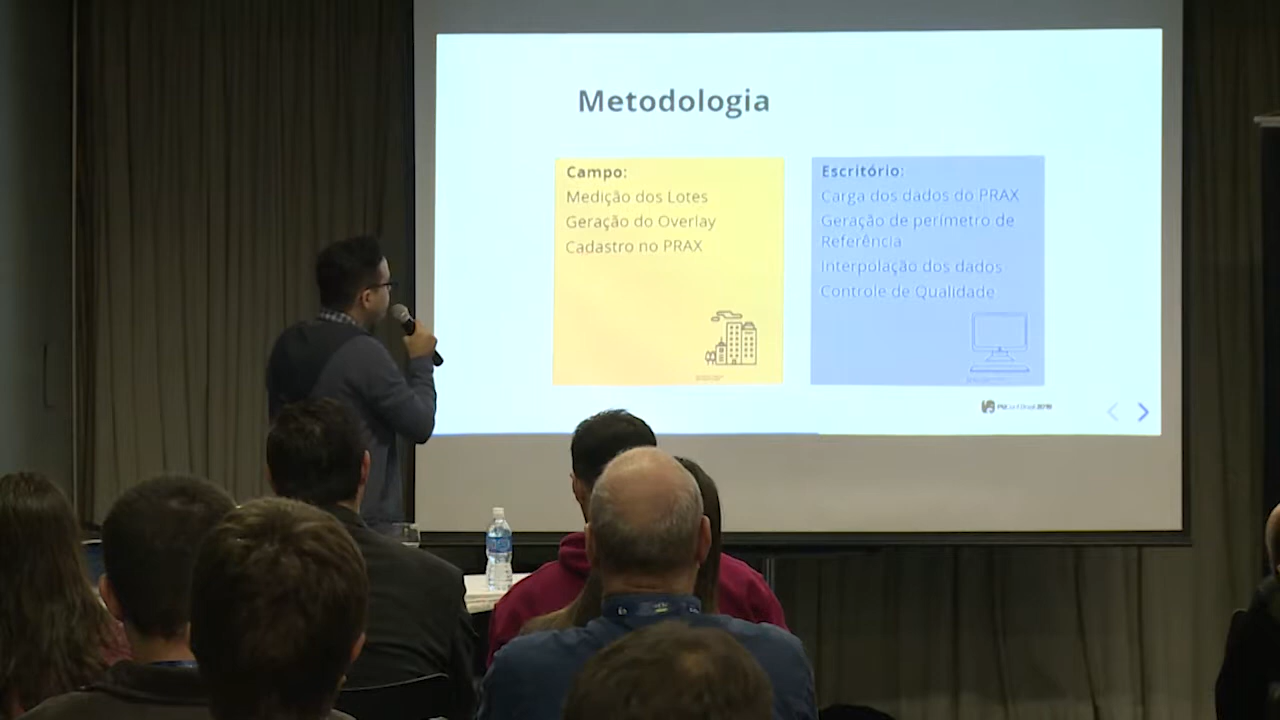 Metodologia
Campo:
Medição dos Lotes
Geração do Overlay
Cadastro no PRAX
Escritório:
Carga dos dados do PRAX
Geração de perímetro de
Referência
Interpolação dos dados
Controle de Qualidade